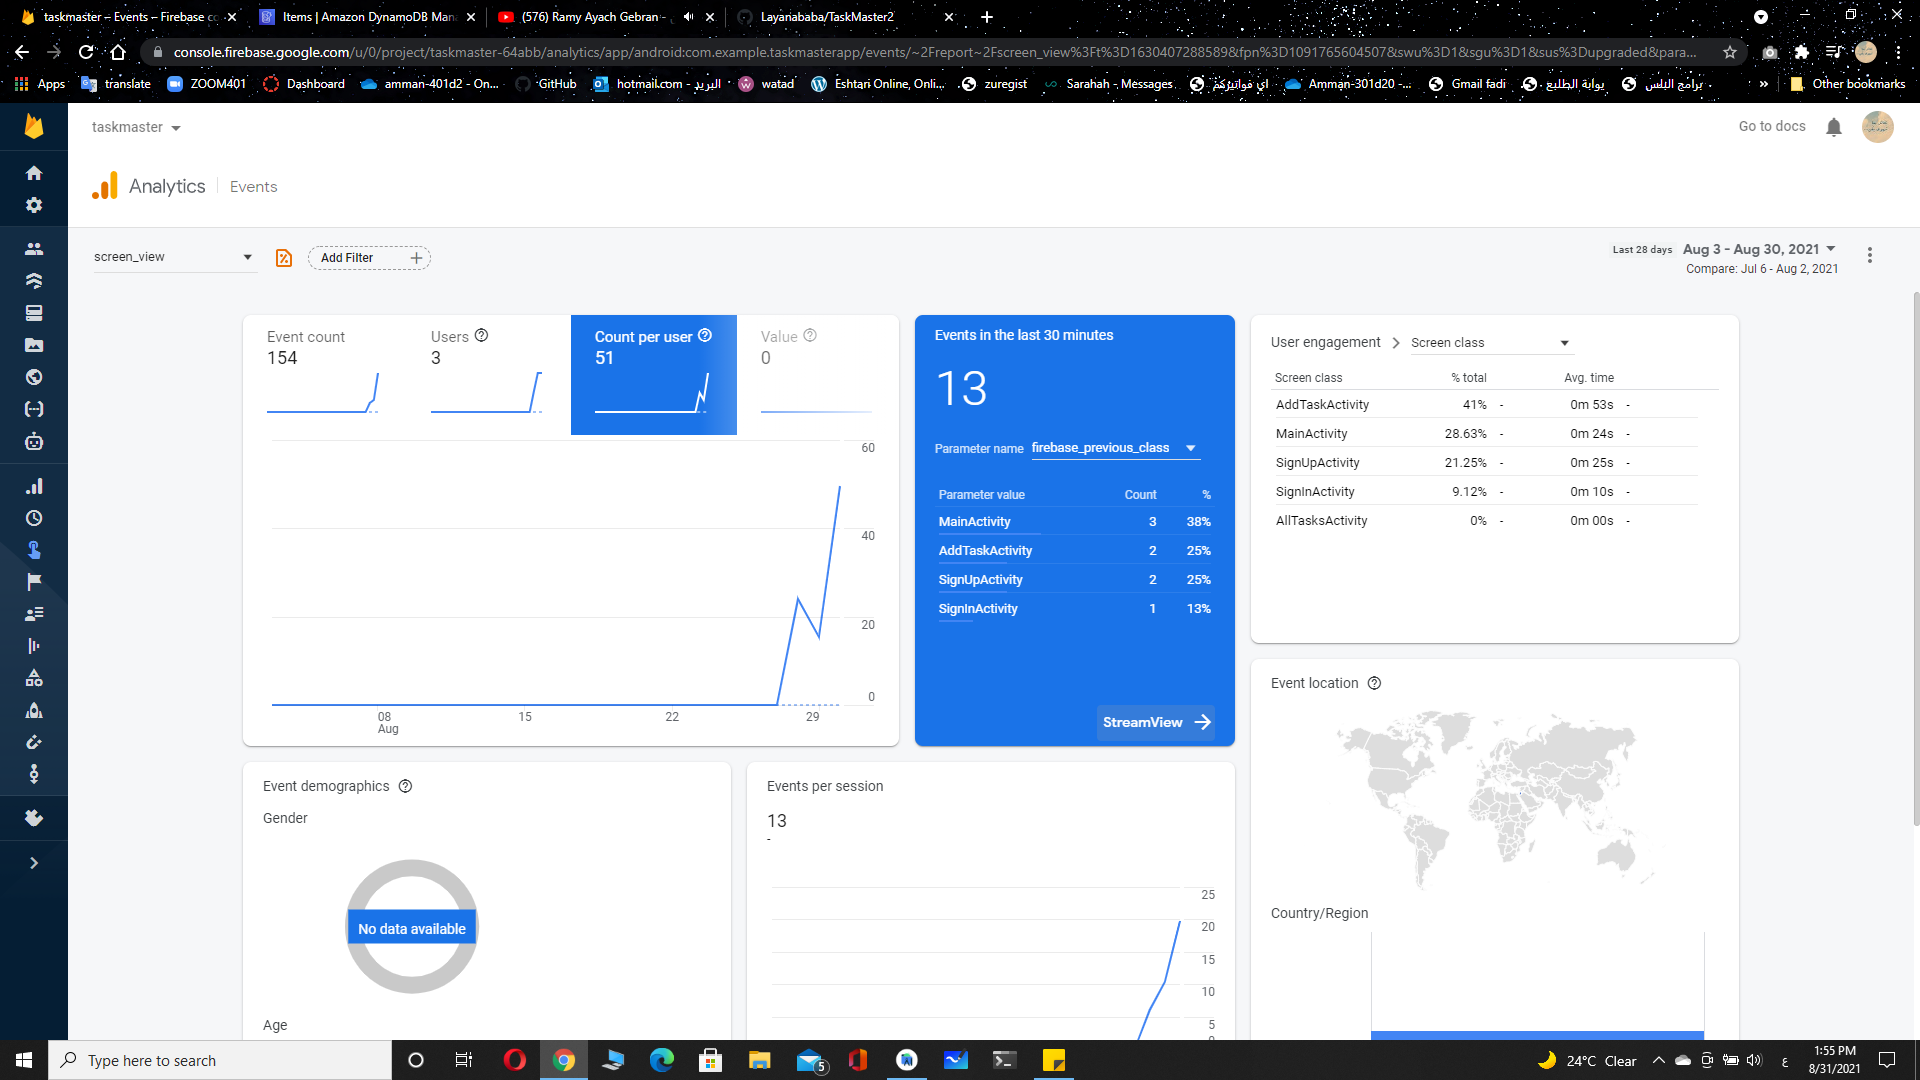 taskmaster – Events – Firebase co
Items | Amazon DynamoDB Man
(576) Ramy Ayach Gebran -
Layanababa/TaskMaster2
console.firebase.google.com/u/0/project/taskmaster-64abb/analytics/app/android:com.example.taskmasterapp/events/~2Freport~2Fscreen_view%3Ft%3D1630407288589&fpn%3D1091765604507&swu%3D1&sgu%3D1&sus%3Dupgraded&para...
Apps
translate
ZOOM401
Dashboard
amman-401d2 - On...
GitHub
hotmail.com - البريد
watad
Eshtari Online, Onli...
zuregist
Sarahah - Messages
اي فواتيركم
Amman-301d20 -...
Gmail fadi
بوابة الطلبع
برامج البلس
»
Other bookmarks
taskmaster
Go to docs
Analytics
Events
screen_view
Add Filter
Last 28 days
Aug 3 – Aug 30, 2021
Compare: Jul 6 - Aug 2, 2021
Event count
154
Users
3
Count per user
51
Value
0
60
40
20
0
08
Aug
15
22
29
Events in the last 30 minutes
13
Parameter name firebase_previous_class
Parameter value Count %
MainActivity 3 38%
AddTaskActivity 2 25%
SignUpActivity 2 25%
SignInActivity 1 13%
StreamView
User engagement
Screen class
Screen class % total Avg. time
AddTaskActivity 41% - 0m 53s -
MainActivity 28.63% - 0m 24s -
SignUpActivity 21.25% - 0m 25s -
SignInActivity 9.12% - 0m 10s -
AllTasksActivity 0% - 0m 00s -
Event location
Country/Region
Event demographics
Gender
No data available
Age
Events per session
13
-
25
20
15
10
5
Type here to search
5
24°C Clear
ع
1:55 PM
8/31/2021